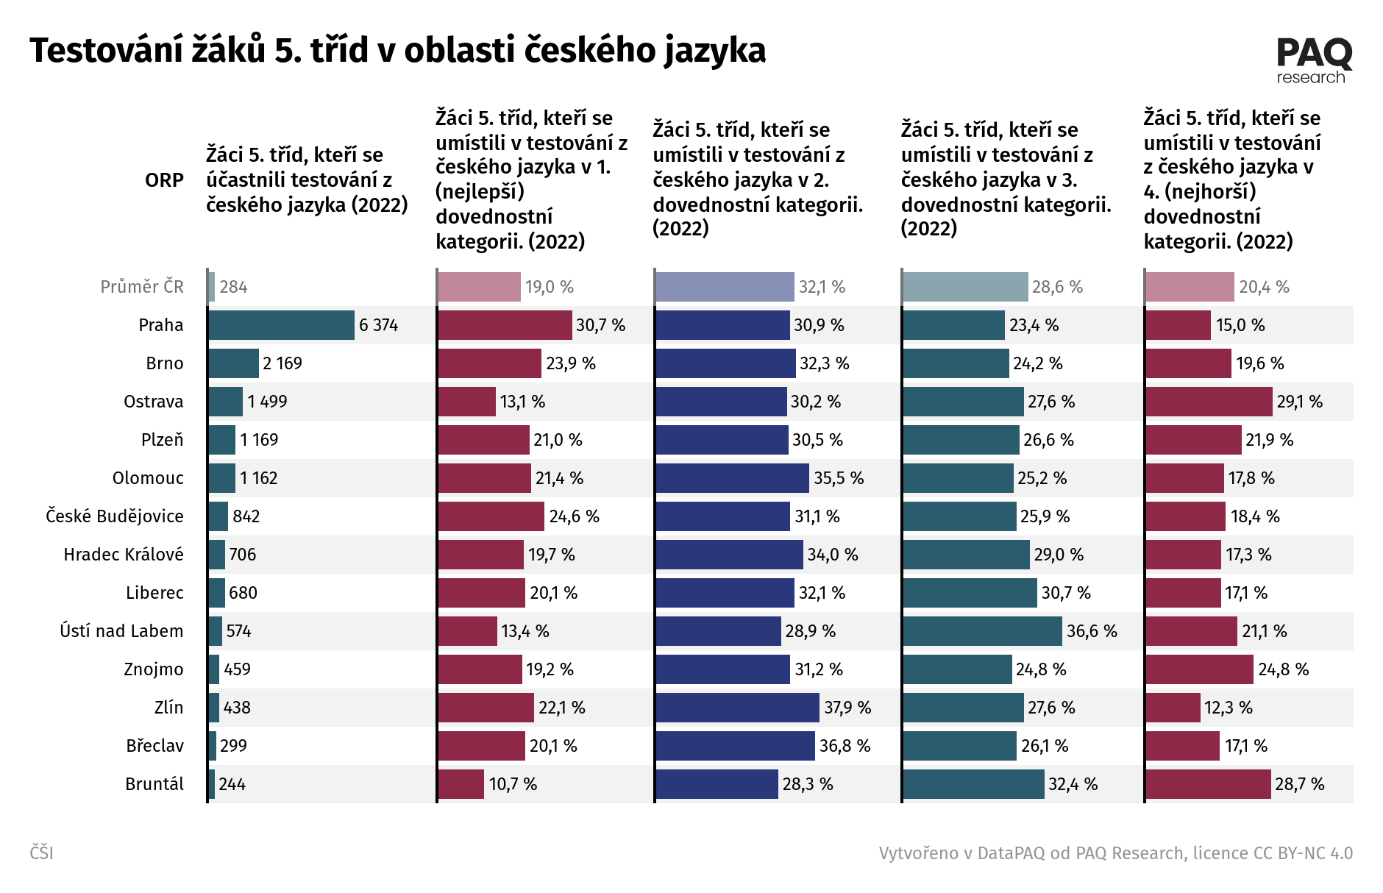 Testování žáků 5. tříd v oblasti českého jazyka
PAQ
research
ORP
Žáci 5. tříd, kteří se
účastnili testování z
českého jazyka (2022)
Žáci 5. tříd, kteří se
umístili v testování z
českého jazyka v 1.
(nejlepší)
dovednostní
kategorii. (2022)
Žáci 5. tříd, kteří se
umístili v testování z
českého jazyka v 2.
dovednostní kategorii.
(2022)
Žáci 5. tříd, kteří se
umístili v testování z
českého jazyka v 3.
dovednostní kategorii.
(2022)
Žáci 5. tříd, kteří se
umístili v testování
z českého jazyka v
4. (nejhorší)
dovednostní
kategorii. (2022)
Průměr ČR 284 19,0 % 32,1 % 28,6 % 20,4 %
Praha 6 374 30,7 % 30,9 % 23,4 % 15,0 %
Brno 2 169 23,9 % 32,3 % 24,2 % 19,6 %
Ostrava 1 499 13,1 % 30,2 % 27,6 % 29,1 %
Plzeň 1 169 21,0 % 30,5 % 26,6 % 21,9 %
Olomouc 1 162 21,4 % 35,5 % 25,2 % 17,8 %
České Budějovice 842 24,6 % 31,1 % 25,9 % 18,4 %
Hradec Králové 706 19,7 % 34,0 % 29,0 % 17,3 %
Liberec 680 20,1 % 32,1 % 30,7 % 17,1 %
Ústí nad Labem 574 13,4 % 28,9 % 36,6 % 21,1 %
Znojmo 459 19,2 % 31,2 % 24,8 % 24,8 %
Zlín 438 22,1 % 37,9 % 27,6 % 12,3 %
Břeclav 299 20,1 % 36,8 % 26,1 % 17,1 %
Bruntál 244 10,7 % 28,3 % 32,4 % 28,7 %
ČŠI
Vytvořeno v DataPAQ od PAQ Research, licence CC BY-NC 4.0